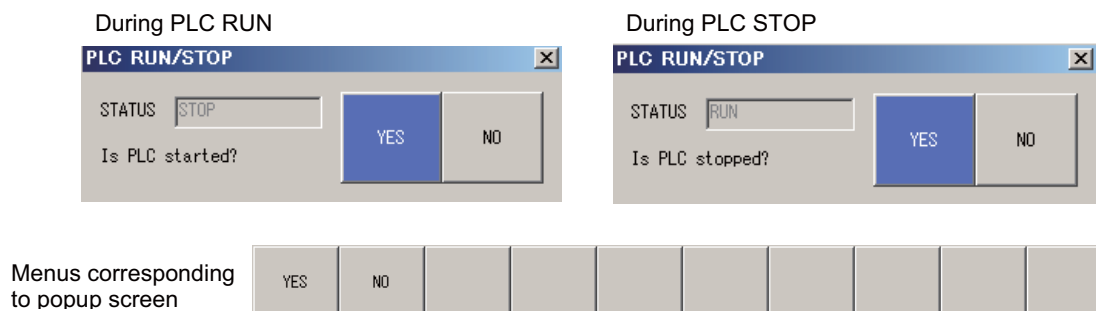 During PLC RUN
PLC RUN/STOP
STATUS STOP
Is PLC started?
YES NO
During PLC STOP
PLC RUN/STOP
STATUS RUN
Is PLC stopped?
YES NO
Menus corresponding
to popup screen
YES NO